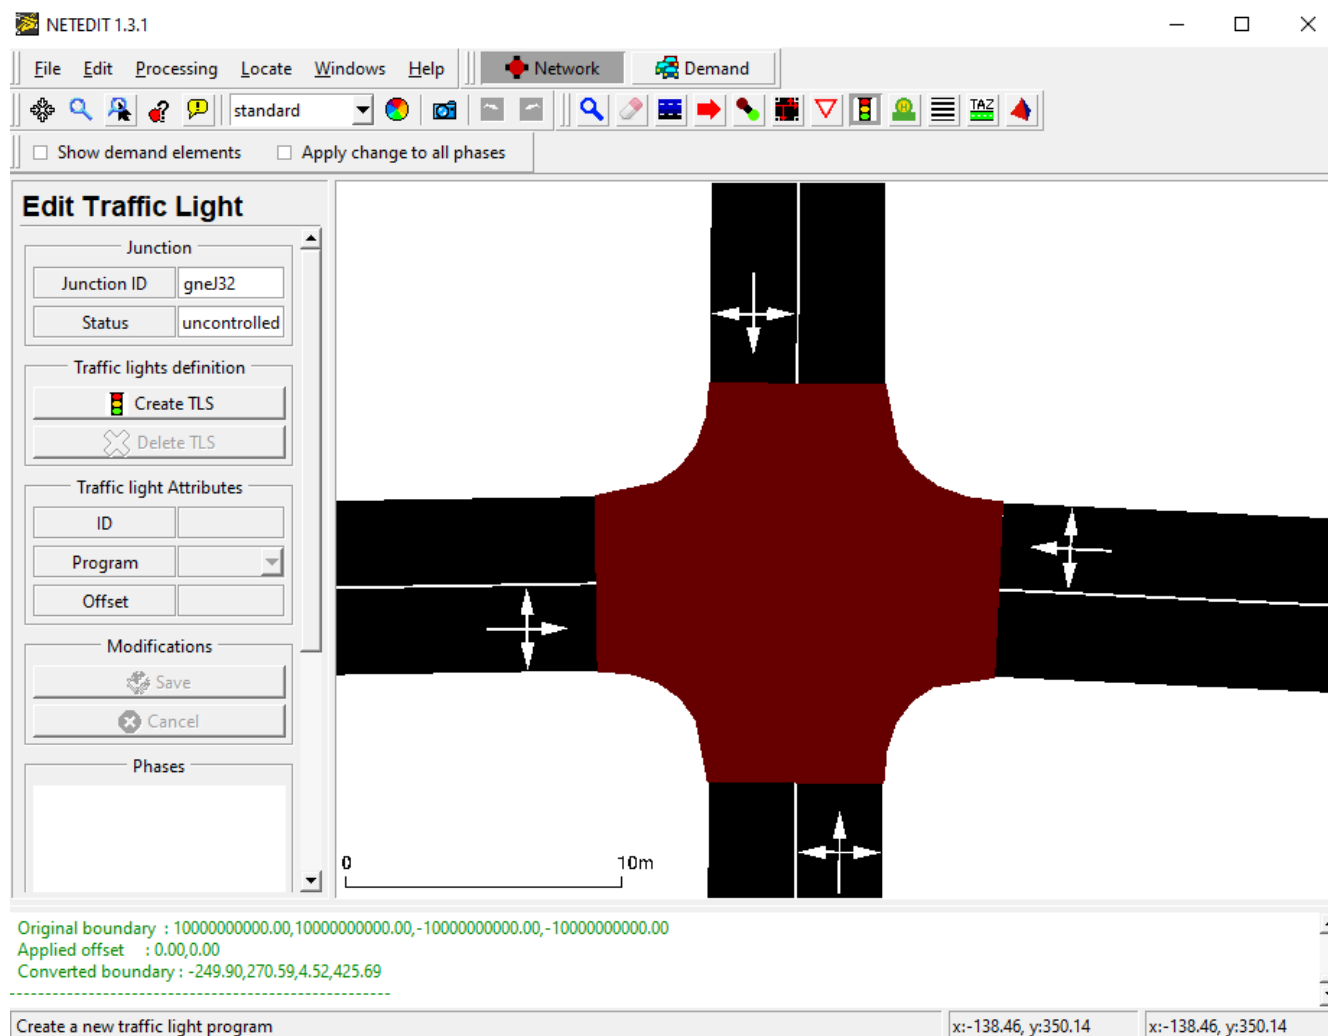 NETEDIT 1.3.1
File Edit Processing Locate Windows Help Network Demand
standard TAZ
Show demand elements Apply change to all phases
Edit Traffic Light
Junction
Junction ID gneJ32
Status uncontrolled
Traffic lights definition
Create TLS
Delete TLS
Traffic light Attributes
ID
Program
Offset
Modifications
Save
Cancel
Phases
0 10m
Original boundary : 10000000000.00,10000000000.00,-10000000000.00,-10000000000.00
Applied offset : 0.00,0.00
Converted boundary : -249.90,270.59,4.52,425.69
------------------------------------------------------
Create a new traffic light program x:-138.46, y:350.14 x:-138.46, y:350.14